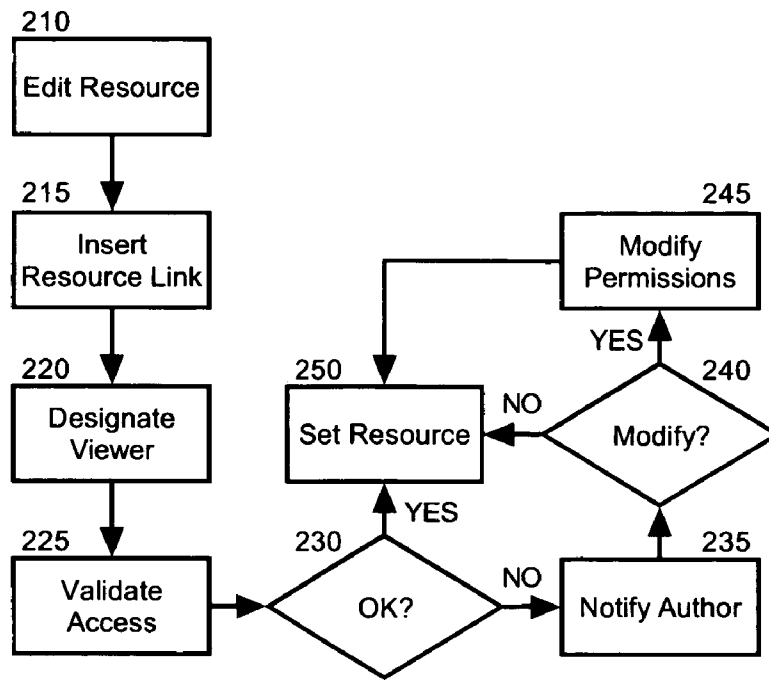 210
Edit Resource
215
Insert
Resource Link
220
Designate
Viewer
225
Validate
Access
230
OK?
YES
NO
235
Notify Author
240
Modify?
YES
NO
245
Modify
Permissions
250
Set Resource